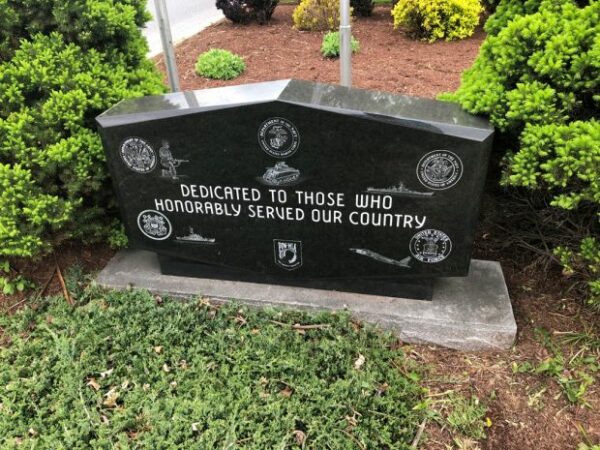 DEDICATED TO THOSE WHO
HONORABLY SERVED OUR COUNTRY